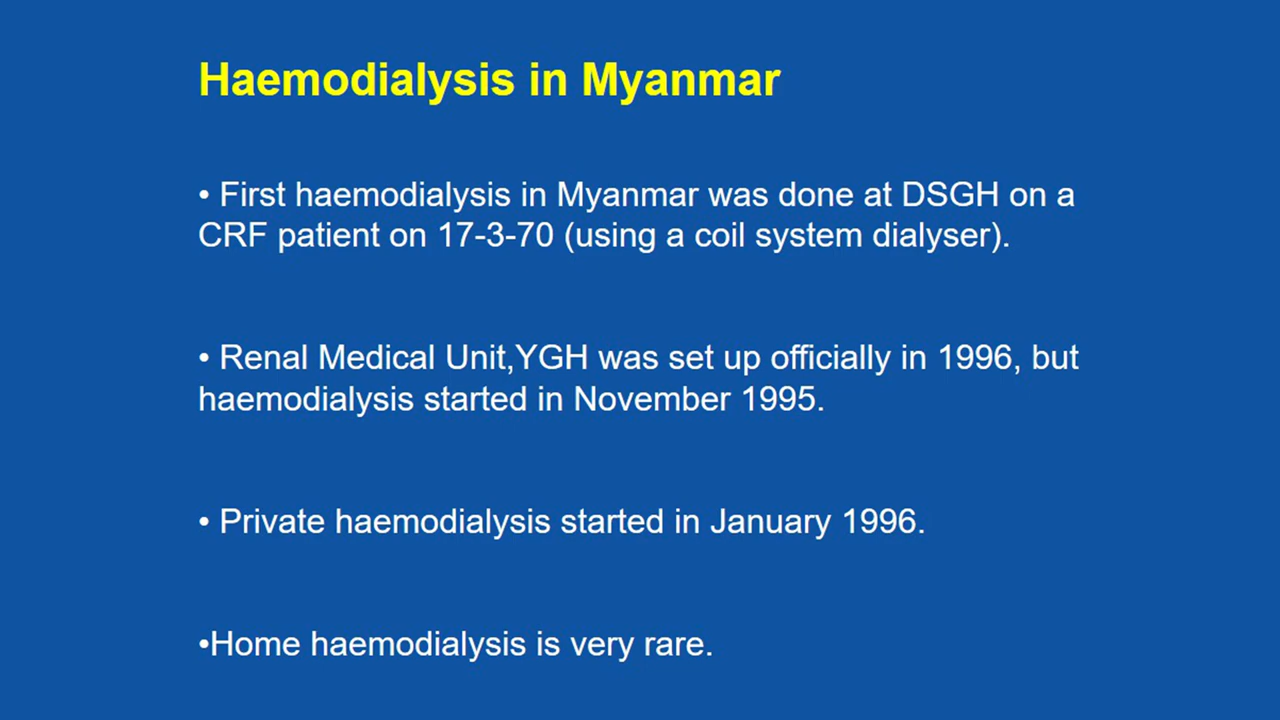 Haemodialysis in Myanmar
• First haemodialysis in Myanmar was done at DSGH on a
CRF patient on 17-3-70 (using a coil system dialyser).
• Renal Medical Unit,YGH was set up officially in 1996, but
haemodialysis started in November 1995.
• Private haemodialysis started in January 1996.
•Home haemodialysis is very rare.